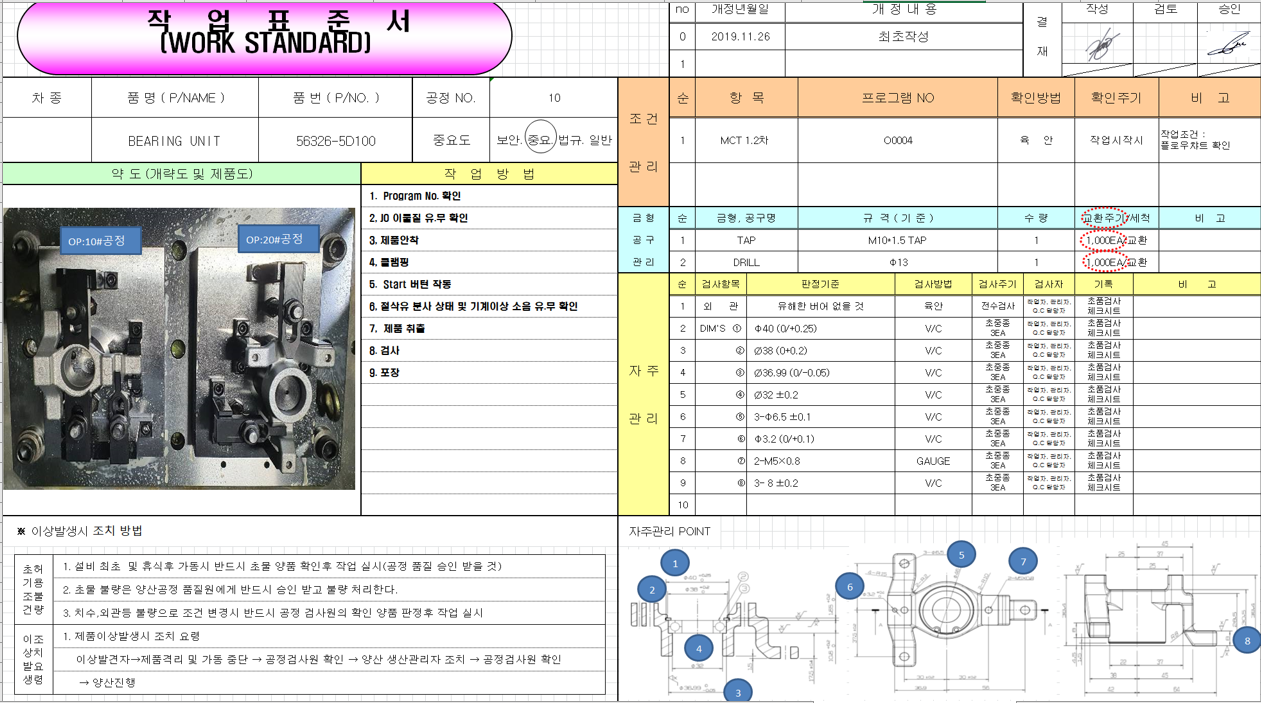 작 업 표 준 서
(WORK STANDARD)
no 개정년월일 개 정 내 용
0 2019.11.26 최초작성
1
결 재
작성 검토 승인
차 종 품 명 ( P/NAME ) 품 번 ( P/NO. ) 공정 NO. 10
BEARING UNIT 56326-5D100 중요도 보안. 중요. 법규. 일반
약 도 (개략도 및 제품도)
OP:10#공정
OP:20#공정
작 업 방 법
1. Program No. 확인
2. JO 이물질 유.무 확인
3. 제품안착
4. 클램핑
5. Start 버턴 작동
6. 절삭유 분사 상태 및 기계이상 소음 유.무 확인
7. 제품 취출
8. 검사
9. 포장
조 건 관 리
순 항 목 프로그램 NO 확인방법 확인주기 비 고
1 MCT 1.2차 O0004 육 안 작업시작시 작업조건 :
플로우챠트 확인
금 형 공 구 관 리
순 금형, 공구명 규 격 ( 기 준 ) 수 량 교환주기/세척 비 고
1 TAP M10*1.5 TAP 1 1,000EA/교환
2 DRILL Φ13 1 1,000EA/교환
자 주 관 리
순 검사항목 판정기준 검사방법 검사주기 검사자 기록 비 고
1 외 관 유해한 버어 없을 것 육안 전수검사 작업자, 관리자, Q.C 담당자 초품검사 체크시트
2 DIM'S ① Φ40 (0/+0.25) V/C 초중종 3EA 작업자, 관리자, Q.C 담당자 초품검사 체크시트
3 ② Ø38 (0+0.2) V/C 초중종 3EA 작업자, 관리자, Q.C 담당자 초품검사 체크시트
4 ③ Ø36.99 (0/-0.05) V/C 초중종 3EA 작업자, 관리자, Q.C 담당자 초품검사 체크시트
5 ④ Ø32 ±0.2 V/C 초중종 3EA 작업자, 관리자, Q.C 담당자 초품검사 체크시트
6 ⑤ 3-Φ6.5 ±0.1 V/C 초중종 3EA 작업자, 관리자, Q.C 담당자 초품검사 체크시트
7 ⑥ Φ3.2 (0/+0.1) V/C 초중종 3EA 작업자, 관리자, Q.C 담당자 초품검사 체크시트
8 ⑦ 2-M5×0.8 GAUGE 초중종 3EA 작업자, 관리자, Q.C 담당자 초품검사 체크시트
9 ⑧ 3- 8 ±0.2 V/C 초중종 3EA 작업자, 관리자, Q.C 담당자 초품검사 체크시트
10
※ 이상발생시 조치 방법
초허기용조불건량
1. 설비 최초 및 휴식후 가동시 반드시 초물 양품 확인후 작업 실시(공정 품질 승인 받을 것)
2. 초물 불량은 양산공정 품질원에게 반드시 승인 받고 불량 처리한다.
3. 치수,외관등 불량으로 조건 변경시 반드시 공정 검사원의 확인 양품 판정후 작업 실시
이조상치발요생령
1. 제품이상발생시 조치 요령
이상발견자→제품격리 및 가동 중단 → 공정검사원 확인 → 양산 생산관리자 조치 → 공정검사원 확인
→ 양산진행
자주관리 POINT
1
2
4
3
5
6
7
8